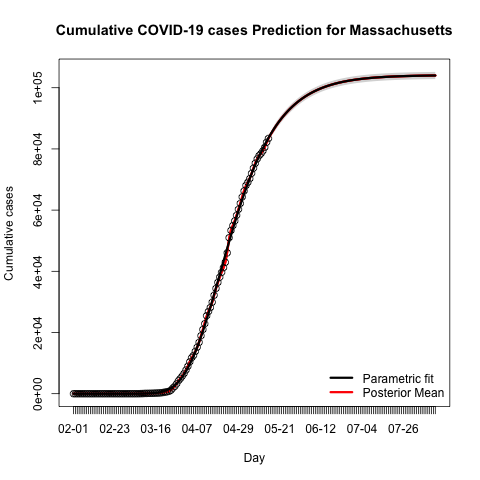 Cumulative COVID-19 cases Prediction for Massachusetts
Cumulative cases
1e+05
8e+04
6e+04
4e+04
2e+04
0e+00
Parametric fit
Posterior Mean
02-01 02-23 03-16 04-07 04-29 05-21 06-12 07-04 07-26
Day